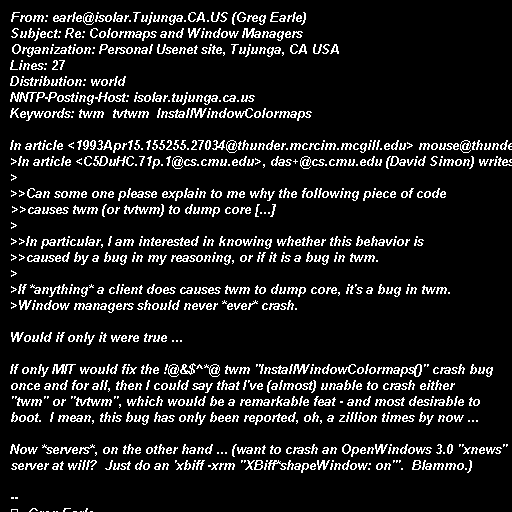 From: earle@isolar.Tujunga.CA.US (Greg Earle)
Subject: Re: Colormaps and Window Managers
Organization: Personal Usenet site, Tujunga, CA USA
Lines: 27
Distribution: world
NNTP-Posting-Host: isolar.tujunga.ca.us
Keywords: twm  tvtwm  InstallWindowColormaps

In article <1993Apr15.155255.27034@thunder.mcrcim.mcgill.edu> mouse@thunde
>In article <C5DuHC.71p.1@cs.cmu.edu>, das+@cs.cmu.edu (David Simon) writes
>
>>Can some one please explain to me why the following piece of code
>>causes twm (or tvtwm) to dump core [...]
>
>>In particular, I am interested in knowing whether this behavior is
>>caused by a bug in my reasoning, or if it is a bug in twm.
>
>If *anything* a client does causes twm to dump core, it's a bug in twm.
>Window managers should never *ever* crash.

Would if only it were true ...

If only MIT would fix the !@&$^*@ twm "InstallWindowColormaps()" crash bug
once and for all, then I could say that I've (almost) unable to crash either
"twm" or "tvtwm", which would be a remarkable feat - and most desirable to
boot.  I mean, this bug has only been reported, oh, a zillion times by now ...

Now *servers*, on the other hand ... (want to crash an OpenWindows 3.0 "xnews"
server at will?  Just do an 'xbiff -xrm "XBiff*shapeWindow: on"'.  Blammo.)

--
- Greg Earle